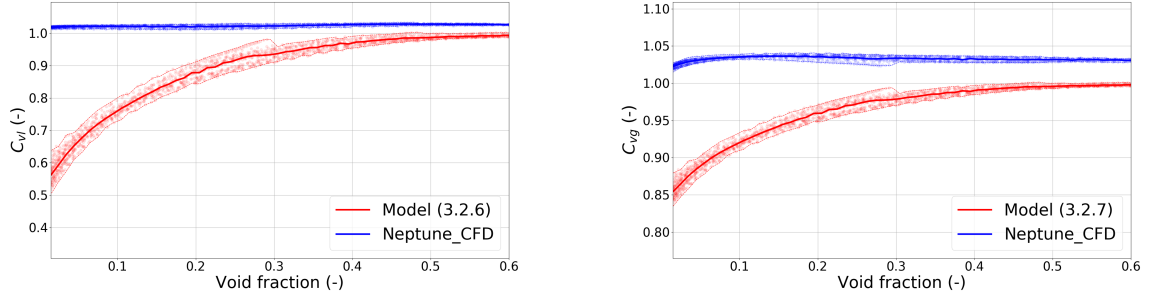 1.0
0.9
0.8
0.7
0.6
0.5
0.4
C_vl (-)
0.1 0.2 0.3 0.4 0.5 0.6
Void fraction (-)
Model (3.2.6)
Neptune_CFD
1.10
1.05
1.00
0.95
0.90
0.85
0.80
C_vg (-)
0.1 0.2 0.3 0.4 0.5 0.6
Void fraction (-)
Model (3.2.7)
Neptune_CFD